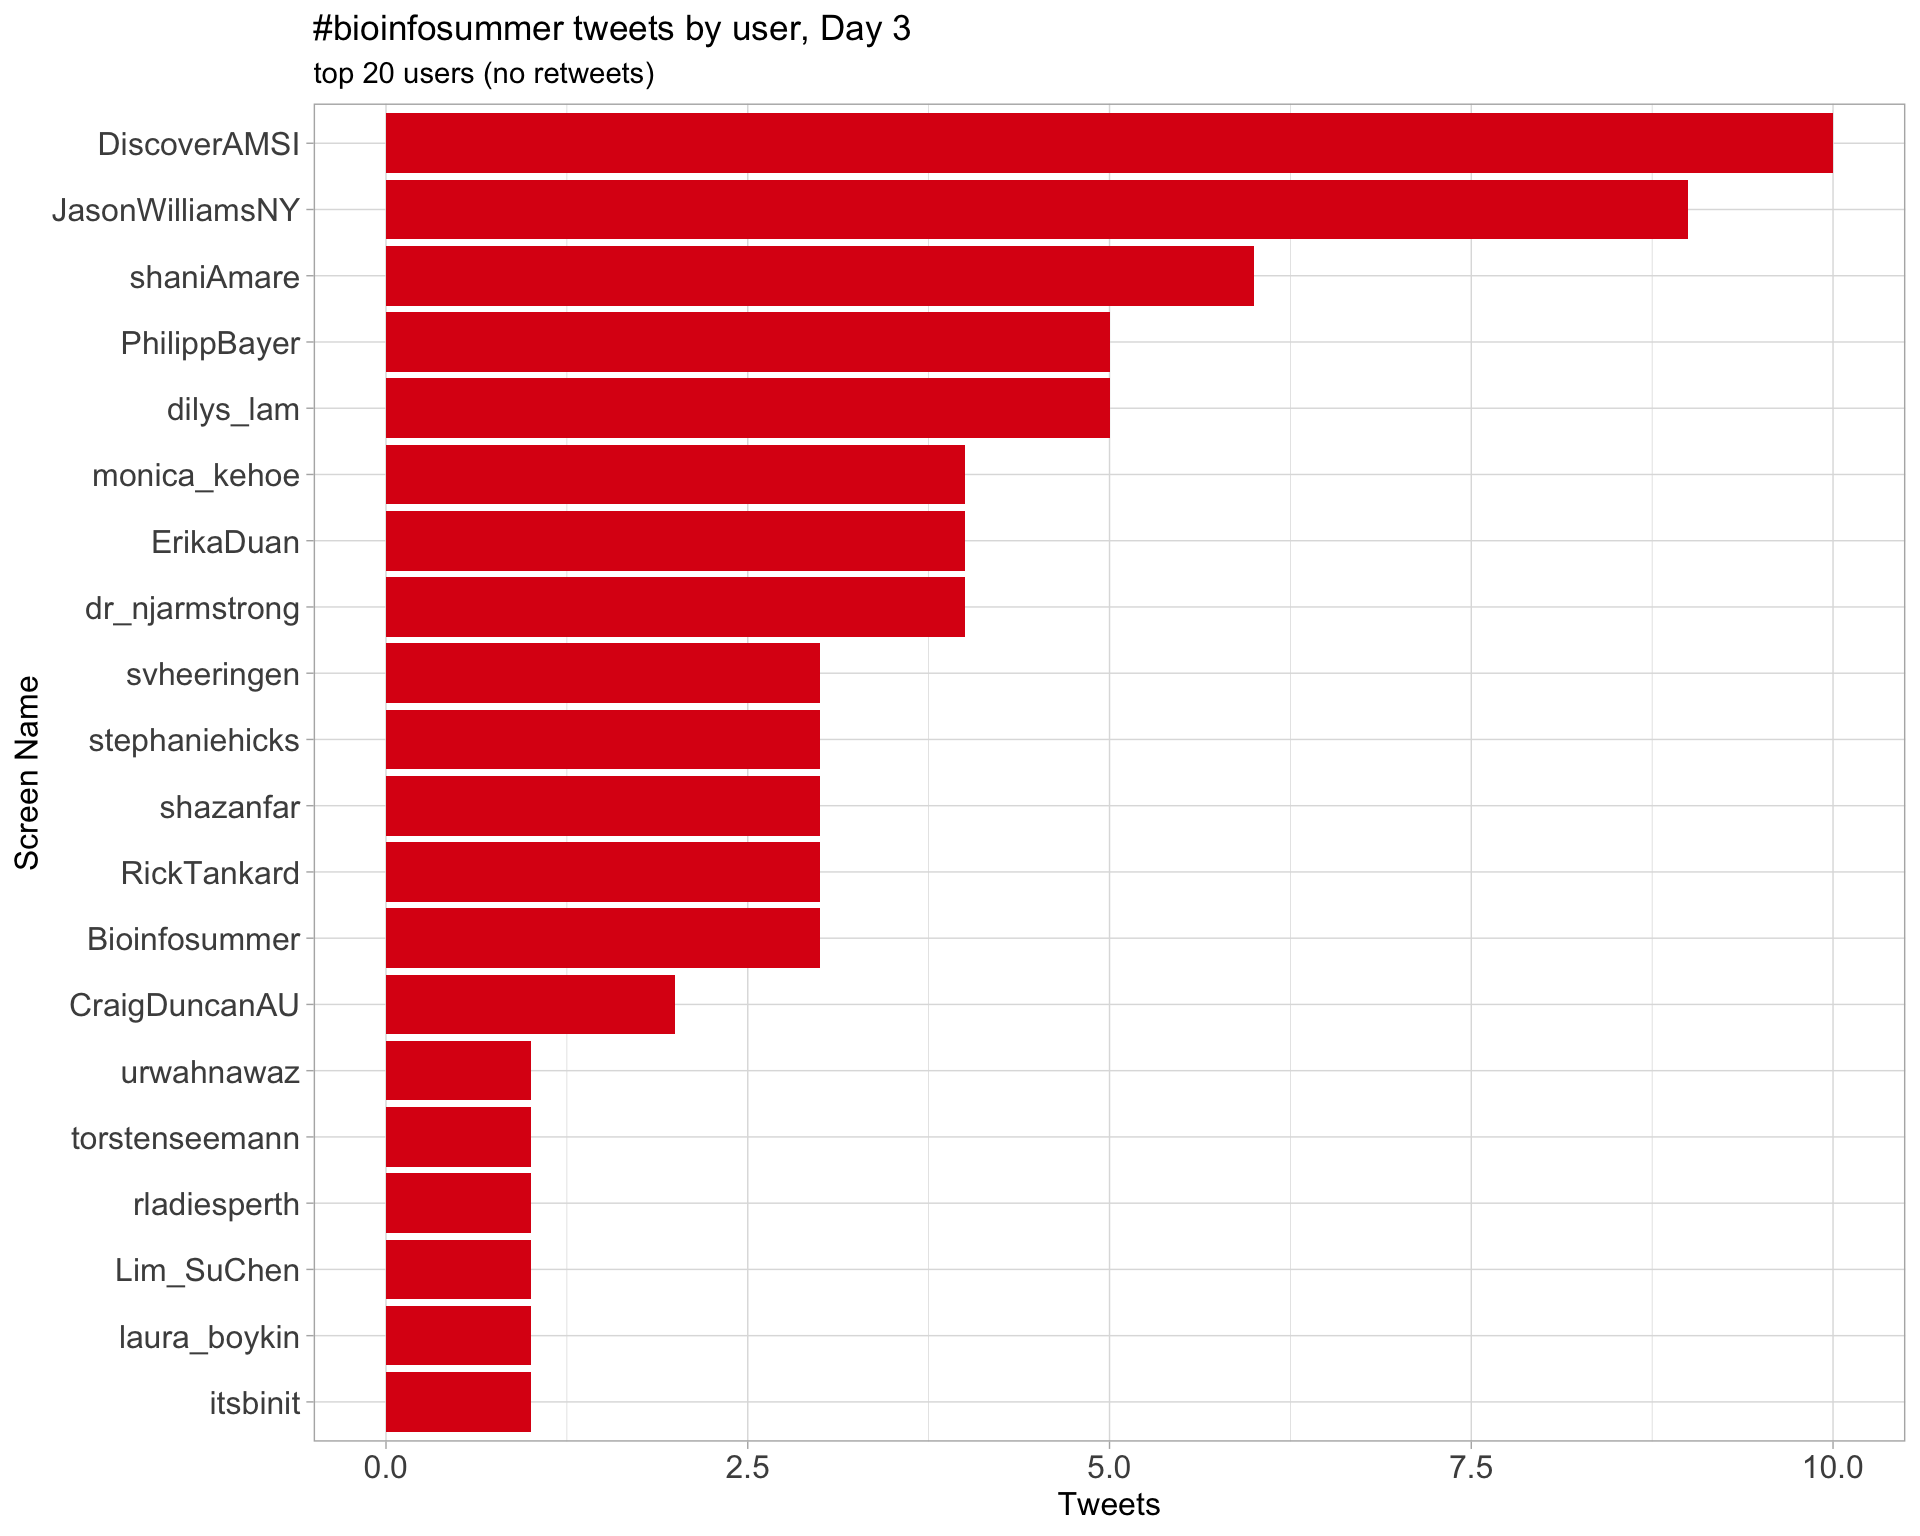 #bioinfosummer tweets by user, Day 3
top 20 users (no retweets)
Screen Name
DiscoverAMSI
JasonWilliamsNY
shaniAmare
PhilippBayer
dilys_lam
monica_kehoe
ErikaDuan
dr_njarmstrong
svheeringen
stephaniehicks
shazanfar
RickTankard
Bioinfosummer
CraigDuncanAU
urwahnawaz
torstenseemann
rladiesperth
Lim_SuChen
laura_boykin
itsbinit
0.0 2.5 5.0 7.5 10.0
Tweets